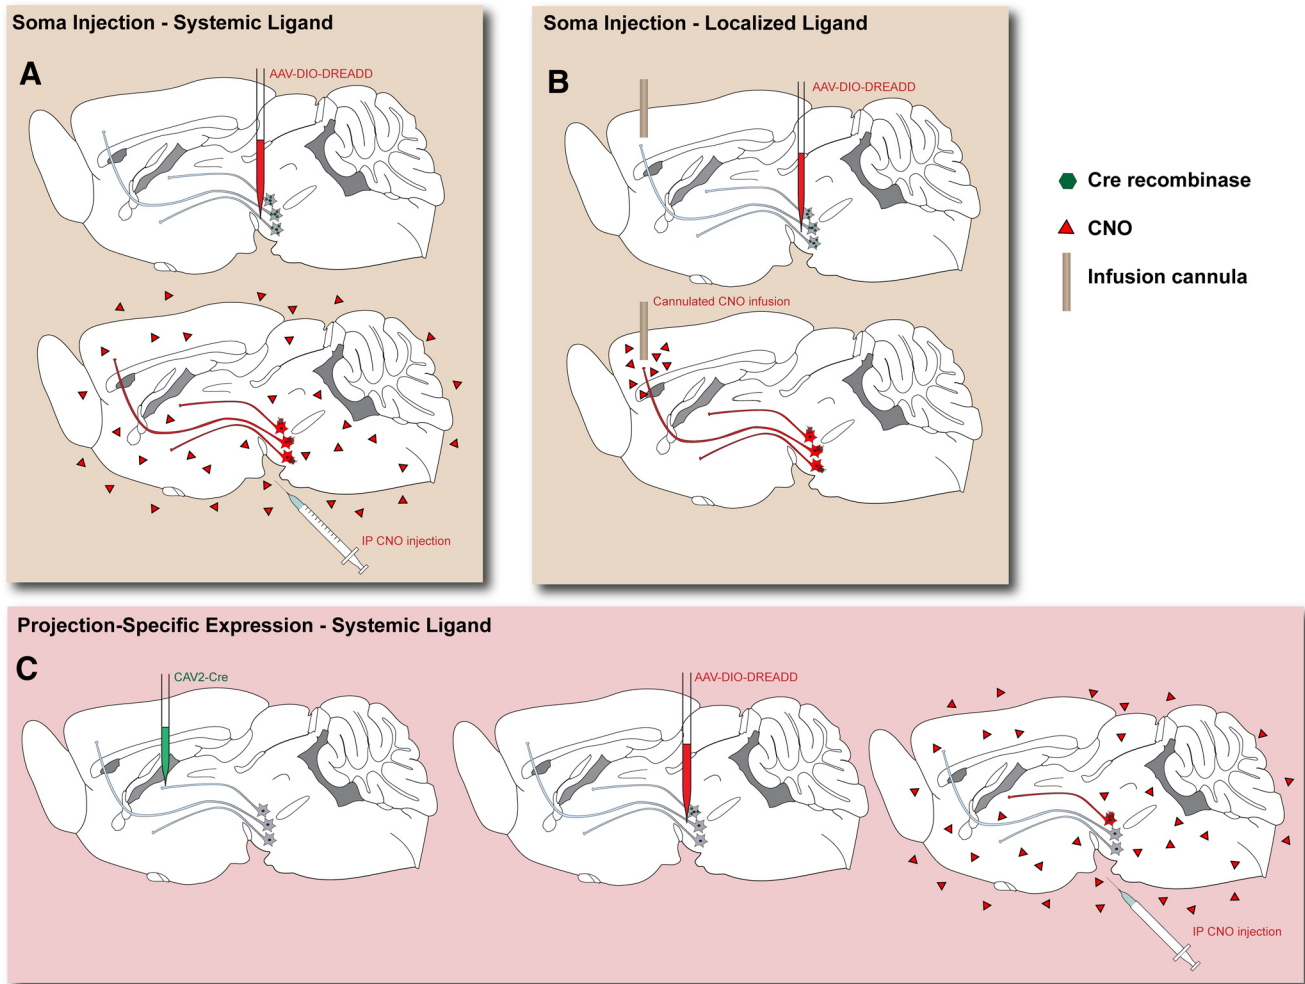 Soma Injection - Systemic Ligand
A
AAV-DIO-DREADD
IP CNO injection
Soma Injection - Localized Ligand
B
AAV-DIO-DREADD
Cannulated CNO infusion
Cre recombinase
CNO
Infusion cannula
Projection-Specific Expression - Systemic Ligand
C
CAV2-Cre
AAV-DIO-DREADD
IP CNO injection